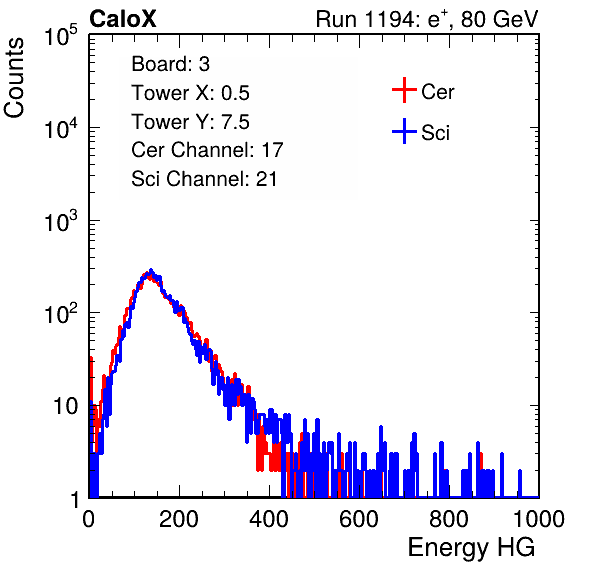 CaloX Run 1194: e⁺, 80 GeV
Counts
10⁵
10⁴
10³
10²
10
1
Board: 3
Tower X: 0.5
Tower Y: 7.5
Cer Channel: 17
Sci Channel: 21
Cer
Sci
0 200 400 600 800 1000
Energy HG